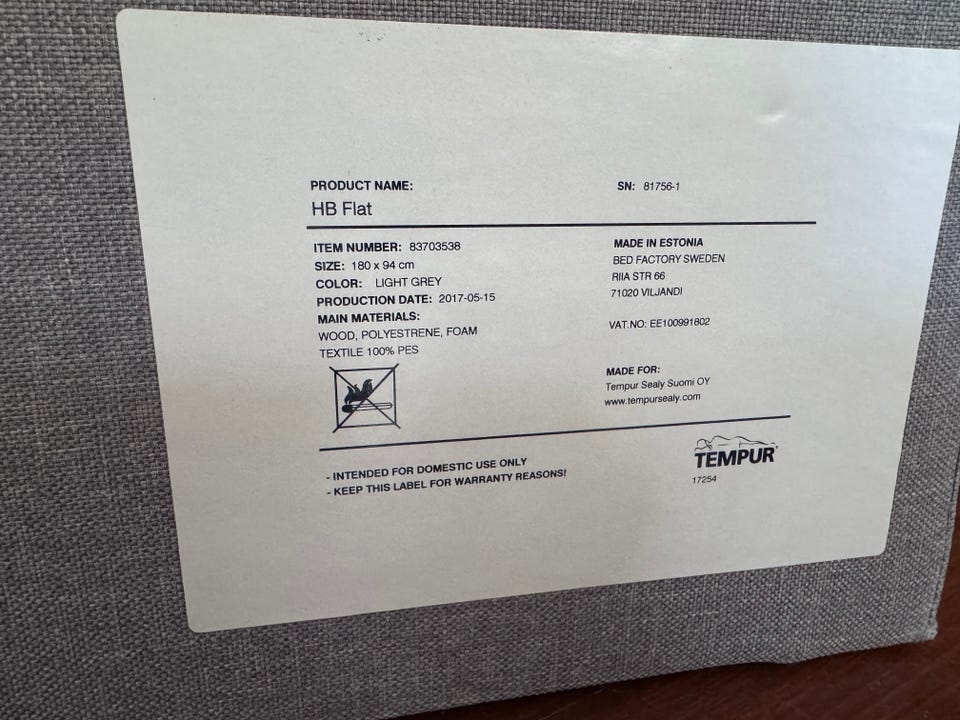 PRODUCT NAME:
HB Flat
SN: 81756-1
ITEM NUMBER: 83703538
SIZE: 180 x 94 cm
COLOR: LIGHT GREY
PRODUCTION DATE: 2017-05-15
MAIN MATERIALS:
WOOD, POLYESTRENE, FOAM
TEXTILE 100% PES
MADE IN ESTONIA
BED FACTORY SWEDEN
RIIA STR 66
71020 VILJANDI
VAT.NO: EE100991802
MADE FOR:
Tempur Sealy Suomi OY
www.tempursealy.com
- INTENDED FOR DOMESTIC USE ONLY
- KEEP THIS LABEL FOR WARRANTY REASONS!
TEMPUR
17254